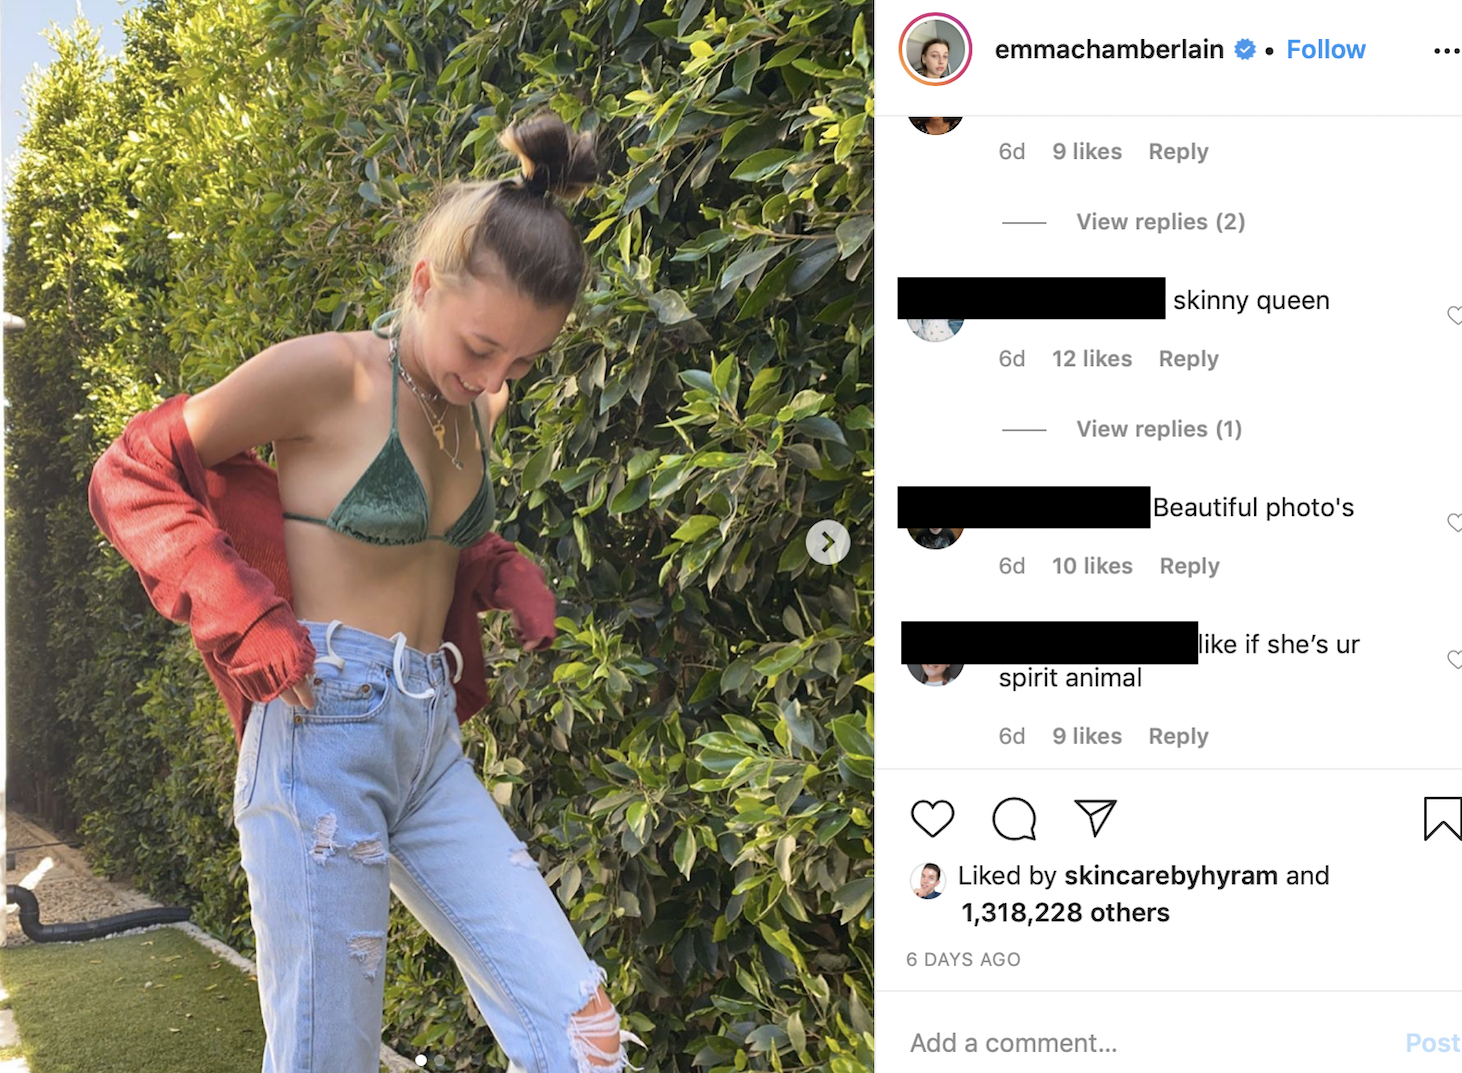 emmachamberlain • Follow
6d 9 likes Reply
View replies (2)
skinny queen
6d 12 likes Reply
View replies (1)
Beautiful photo's
6d 10 likes Reply
like if she’s ur
spirit animal
6d 9 likes Reply
Liked by skincarebyhyram and
1,318,228 others
6 DAYS AGO
Add a comment... Post